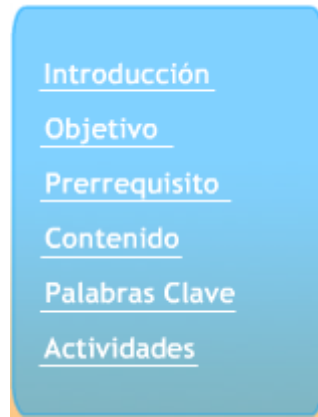 Introducción
Objetivo
Prerrequisito
Contenido
Palabras Clave
Actividades